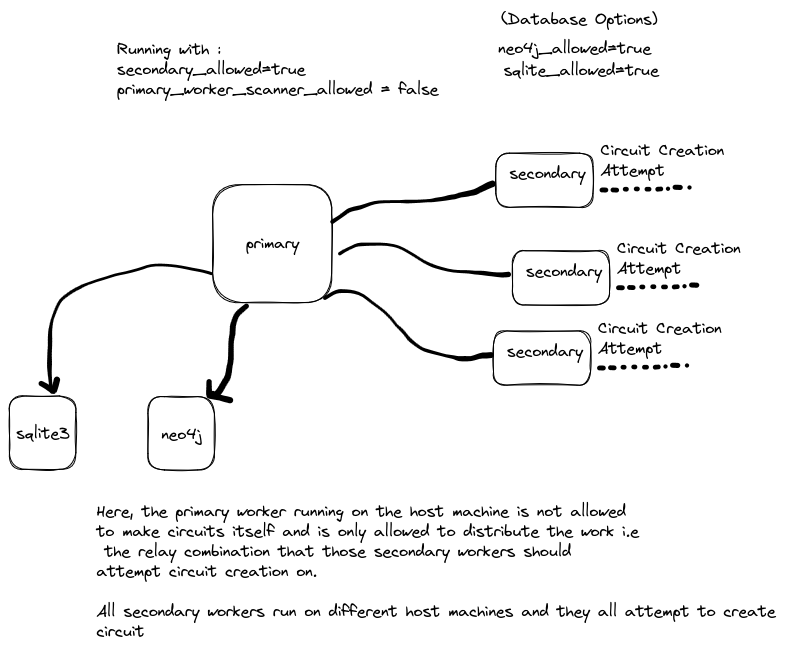 (Database Options)
Running with :
secondary_allowed=true
primary_worker_scanner_allowed = false
neo4j_allowed=true
sqlite_allowed=true
Circuit Creation
Attempt
secondary
primary
Circuit Creation
Attempt
secondary
Circuit Creation
Attempt
secondary
sqlite3
neo4j
Here, the primary worker running on the host machine is not allowed
to make circuits itself and is only allowed to distribute the work i.e
the relay combination that those secondary workers should
attempt circuit creation on.
All secondary workers run on different host machines and they all attempt to create
circuit